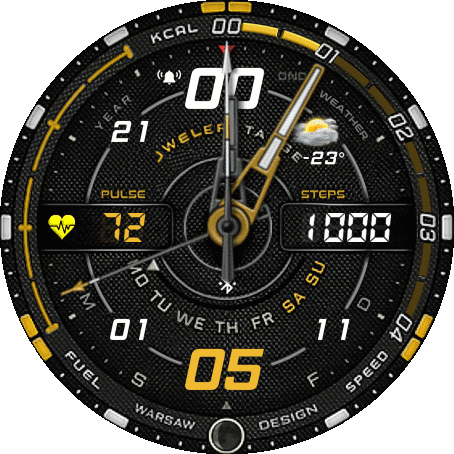 KCAL 00 01 02 03 04
00
YEAR
WEATHER
21
-23°
PULSE
STEPS
72
1000
MO TU WE TH FR SA SU
M
D
01
11
05
FUEL
SPEED
S
F
WARSAW
DESIGN